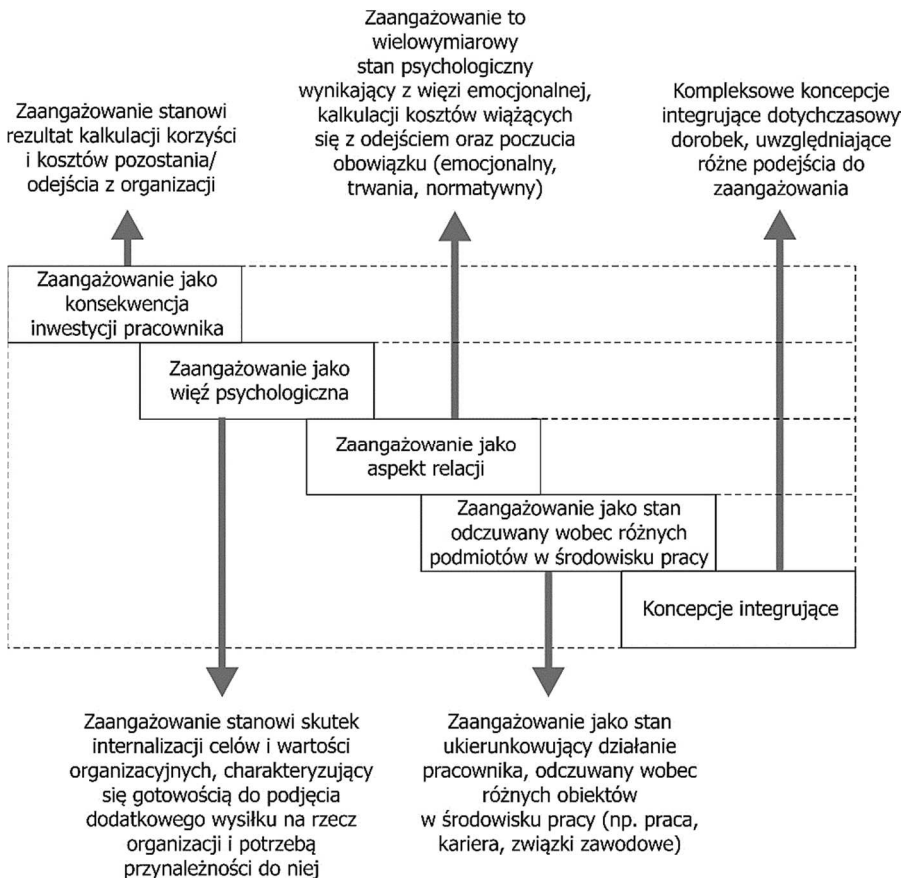 Zaangażowanie stanowi
rezultat kalkulacji korzyści
i kosztów pozostania/
odejścia z organizacji
Zaangażowanie to
wielowymiarowy
stan psychologiczny
wynikający z więzi emocjonalnej,
kalkulacji kosztów wiążących
się z odejściem oraz poczucia
obowiązku (emocjonalny,
trwania, normatywny)
Kompleksowe koncepcje
integrujące dotychczasowy
dorobek, uwzględniające
różne podejścia do
zaangażowania
Zaangażowanie jako
konsekwencja
inwestycji pracownika
Zaangażowanie jako
więź psychologiczna
Zaangażowanie jako
aspekt relacji
Zaangażowanie jako stan
odczuwany wobec różnych
podmiotów w środowisku pracy
Koncepcje integrujące
Zaangażowanie stanowi skutek
internalizacji celów i wartości
organizacyjnych, charakteryzujący
się gotowością do podjęcia
dodatkowego wysiłku na rzecz
organizacji i potrzebą
przynależności do niej
Zaangażowanie jako stan
ukierunkowujący działanie
pracownika, odczuwany wobec
różnych obiektów
w środowisku pracy (np. praca,
kariera, związki zawodowe)